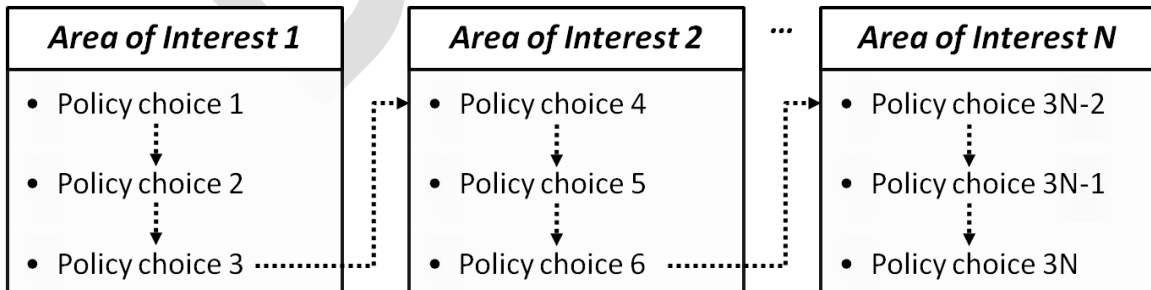 Area of Interest 1
• Policy choice 1
• Policy choice 2
• Policy choice 3
Area of Interest 2
• Policy choice 4
• Policy choice 5
• Policy choice 6
...
Area of Interest N
• Policy choice 3N-2
• Policy choice 3N-1
• Policy choice 3N